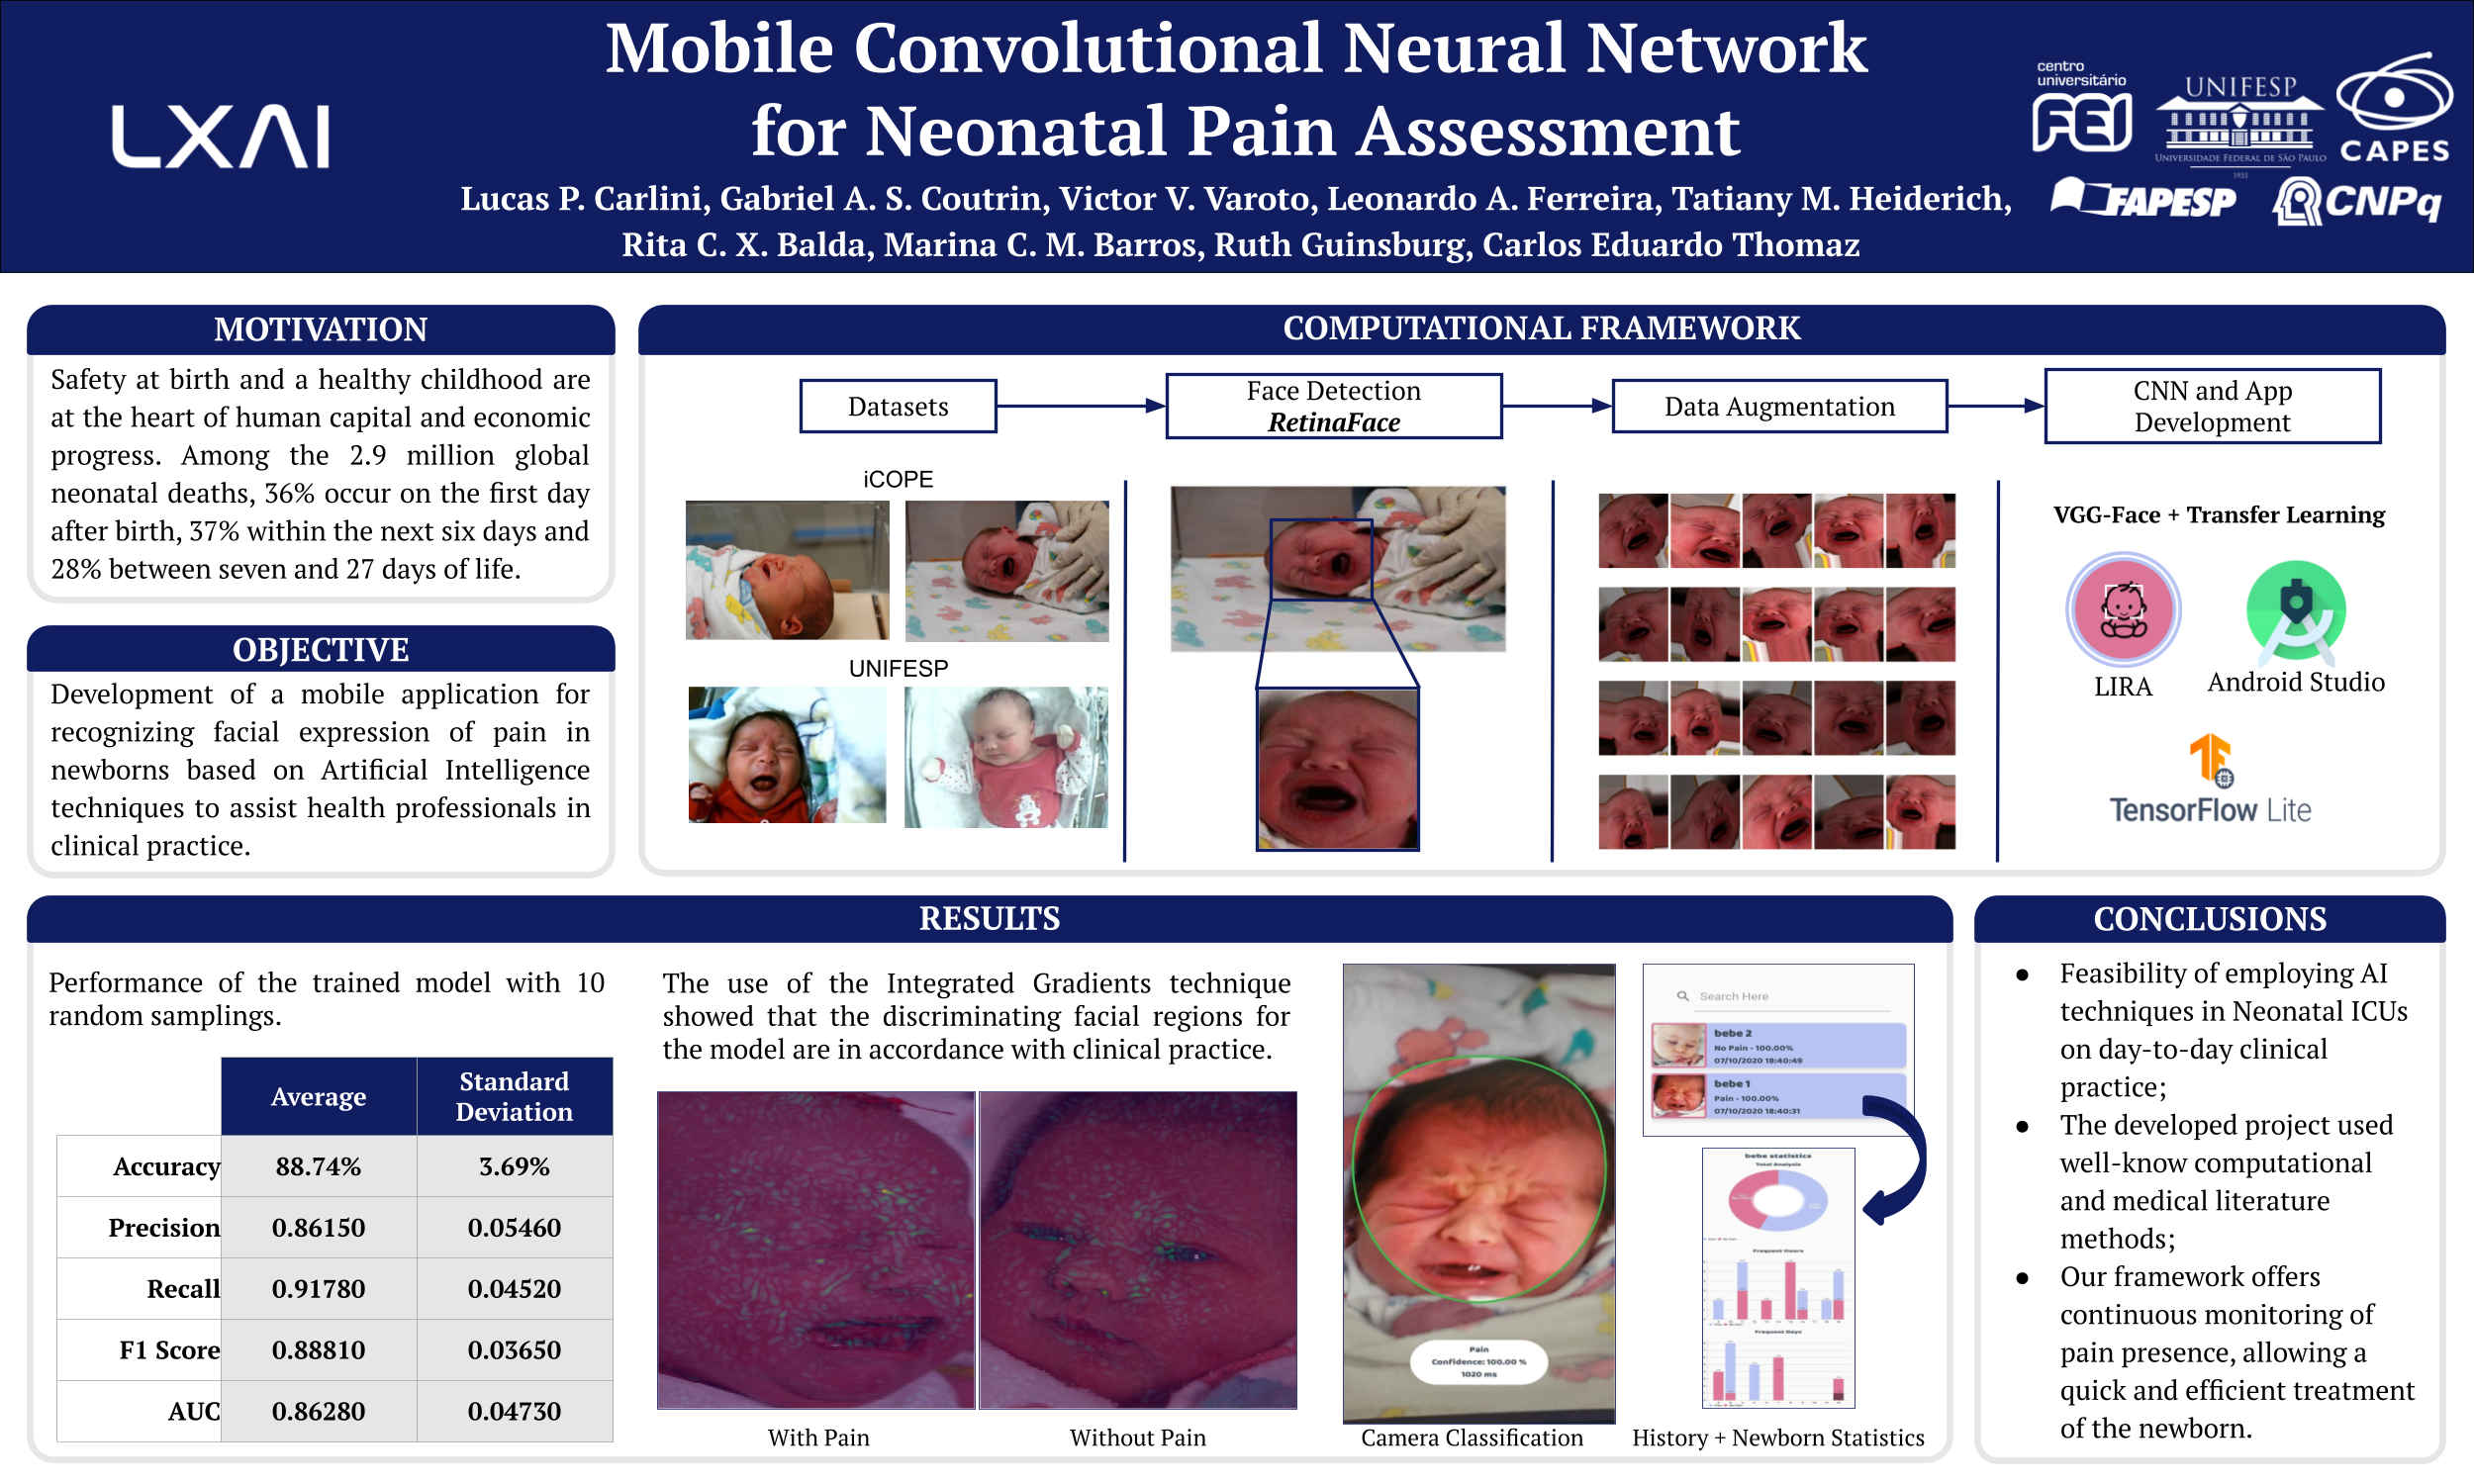 LXAI
Mobile Convolutional Neural Network
for Neonatal Pain Assessment
Lucas P. Carlini, Gabriel A. S. Coutrin, Victor V. Varoto, Leonardo A. Ferreira, Tatiany M. Heiderich,
Rita C. X. Balda, Marina C. M. Barros, Ruth Guinsburg, Carlos Eduardo Thomaz
centro
universitário
FEI
UNIFESP
UNIVERSIDADE FEDERAL DE SÃO PAULO
1933
CAPES
FAPESP
CNPq
MOTIVATION
Safety at birth and a healthy childhood are
at the heart of human capital and economic
progress. Among the 2.9 million global
neonatal deaths, 36% occur on the first day
after birth, 37% within the next six days and
28% between seven and 27 days of life.
OBJECTIVE
Development of a mobile application for
recognizing facial expression of pain in
newborns based on Artificial Intelligence
techniques to assist health professionals in
clinical practice.
COMPUTATIONAL FRAMEWORK
Datasets
Face Detection
RetinaFace
Data Augmentation
CNN and App
Development
iCOPE
UNIFESP
VGG-Face + Transfer Learning
LIRA
Android Studio
TensorFlow Lite
RESULTS
Performance of the trained model with 10
random samplings.
Average
Standard
Deviation
Accuracy 88.74% 3.69%
Precision 0.86150 0.05460
Recall 0.91780 0.04520
F1 Score 0.88810 0.03650
AUC 0.86280 0.04730
The use of the Integrated Gradients technique
showed that the discriminating facial regions for
the model are in accordance with clinical practice.
With Pain
Without Pain
Pain
Confidence: 100.00 %
1020 ms
Camera Classification
Search Here
bebe 2
No Pain - 100.00%
07/10/2020 18:40:49
bebe 1
Pain - 100.00%
07/10/2020 18:40:31
bebe statistics
Total Analysis
Frequent Hours
Frequent Days
History + Newborn Statistics
CONCLUSIONS
● Feasibility of employing AI
techniques in Neonatal ICUs
on day-to-day clinical
practice;
● The developed project used
well-know computational
and medical literature
methods;
● Our framework offers
continuous monitoring of
pain presence, allowing a
quick and efficient treatment
of the newborn.